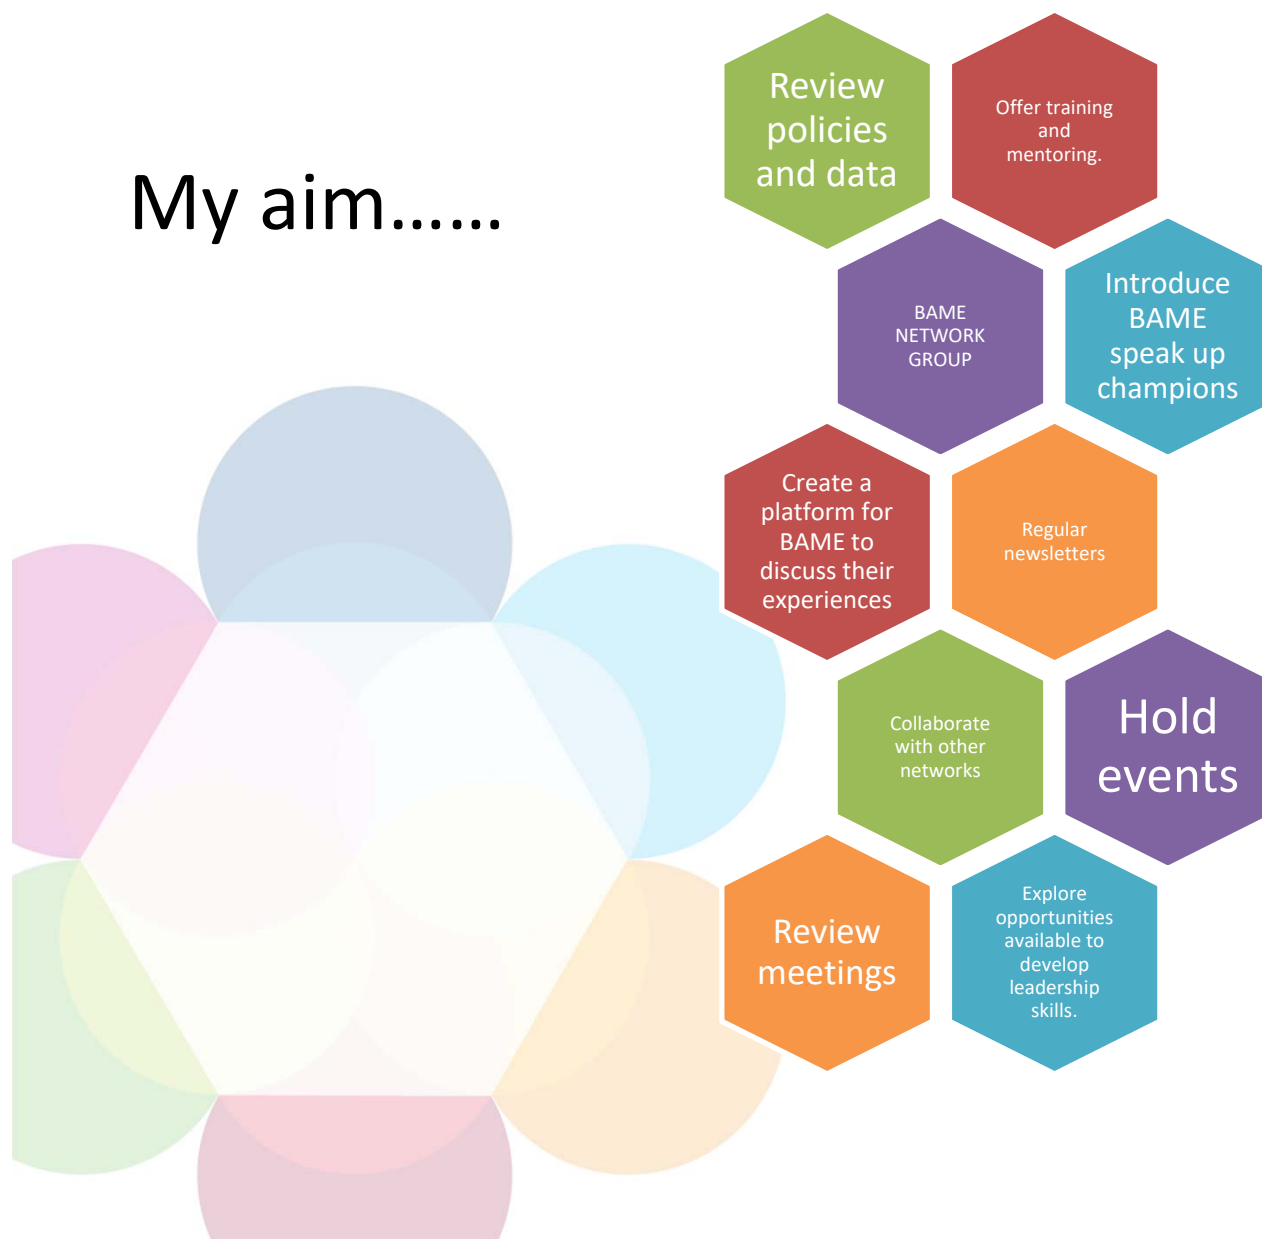 My aim......
Review
policies
and data
Offer training
and
mentoring.
BAME
NETWORK
GROUP
Introduce
BAME
speak up
champions
Create a
platform for
BAME to
discuss their
experiences
Regular
newsletters
Collaborate
with other
networks
Hold
events
Review
meetings
Explore
opportunities
available to
develop
leadership
skills.